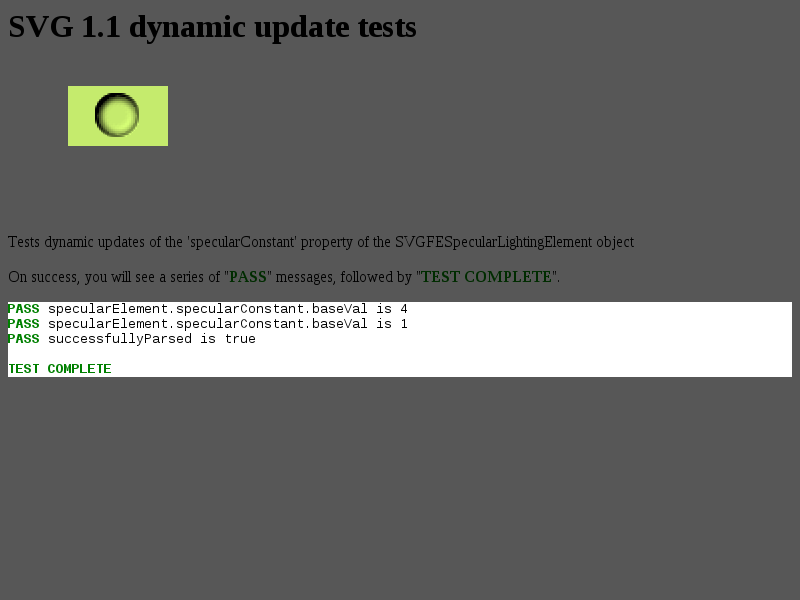 SVG 1.1 dynamic update tests
Tests dynamic updates of the 'specularConstant' property of the SVGFESpecularLightingElement object
On success, you will see a series of "PASS" messages, followed by "TEST COMPLETE".
PASS specularElement.specularConstant.baseVal is 4
PASS specularElement.specularConstant.baseVal is 1
PASS successfullyParsed is true
TEST COMPLETE